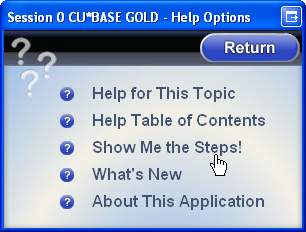 Session 0 CU*BASE GOLD - Help Options
Return
Help for This Topic
Help Table of Contents
Show Me the Steps!
What's New
About This Application